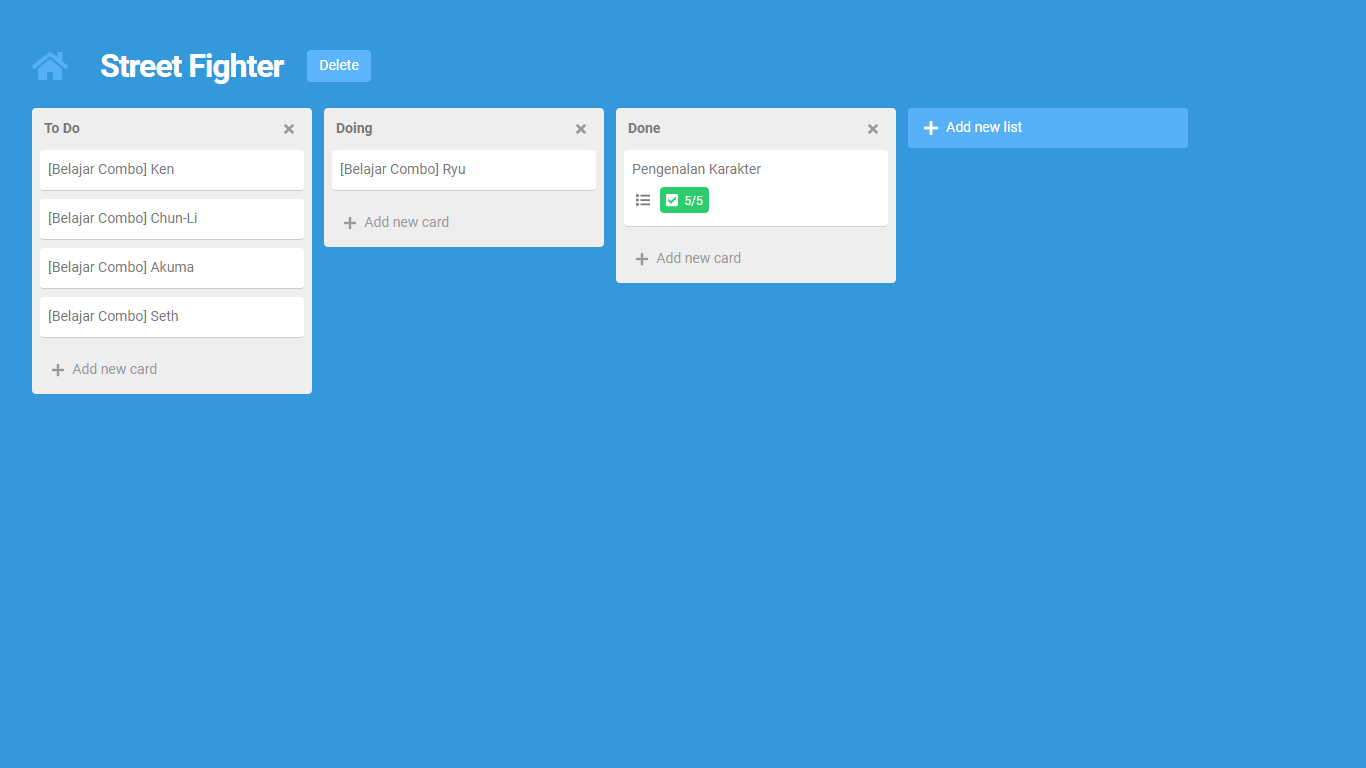 Street Fighter
Delete
To Do
[Belajar Combo] Ken
[Belajar Combo] Chun-Li
[Belajar Combo] Akuma
[Belajar Combo] Seth
Add new card
Doing
[Belajar Combo] Ryu
Add new card
Done
Pengenalan Karakter
5/5
Add new card
Add new list